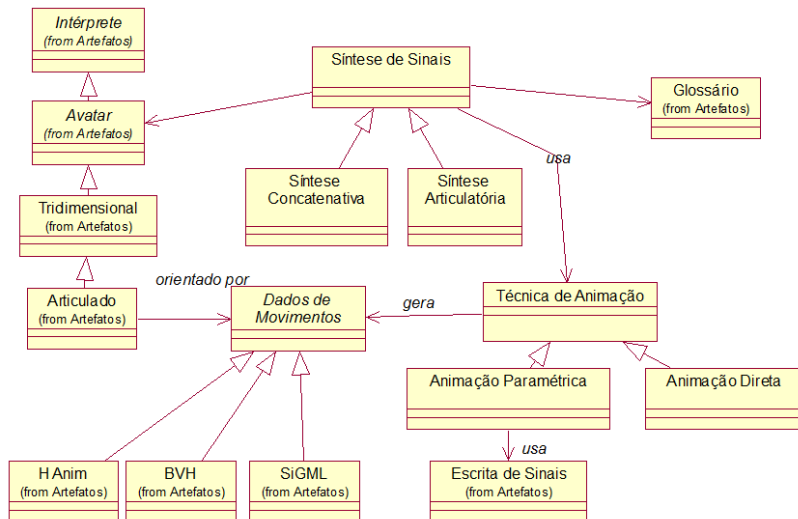 Intérprete
(from Artefatos)
Síntese de Sinais
Glossário
(from Artefatos)
Avatar
(from Artefatos)
usa
Síntese
Concatenativa
Síntese
Articulatória
Tridimensional
(from Artefatos)
orientado por
Articulado
(from Artefatos)
Dados de
Movimentos
gera
Técnica de Animação
Animação Paramétrica
Animação Direta
usa
H Anim
(from Artefatos)
BVH
(from Artefatos)
SiGML
(from Artefatos)
Escrita de Sinais
(from Artefatos)